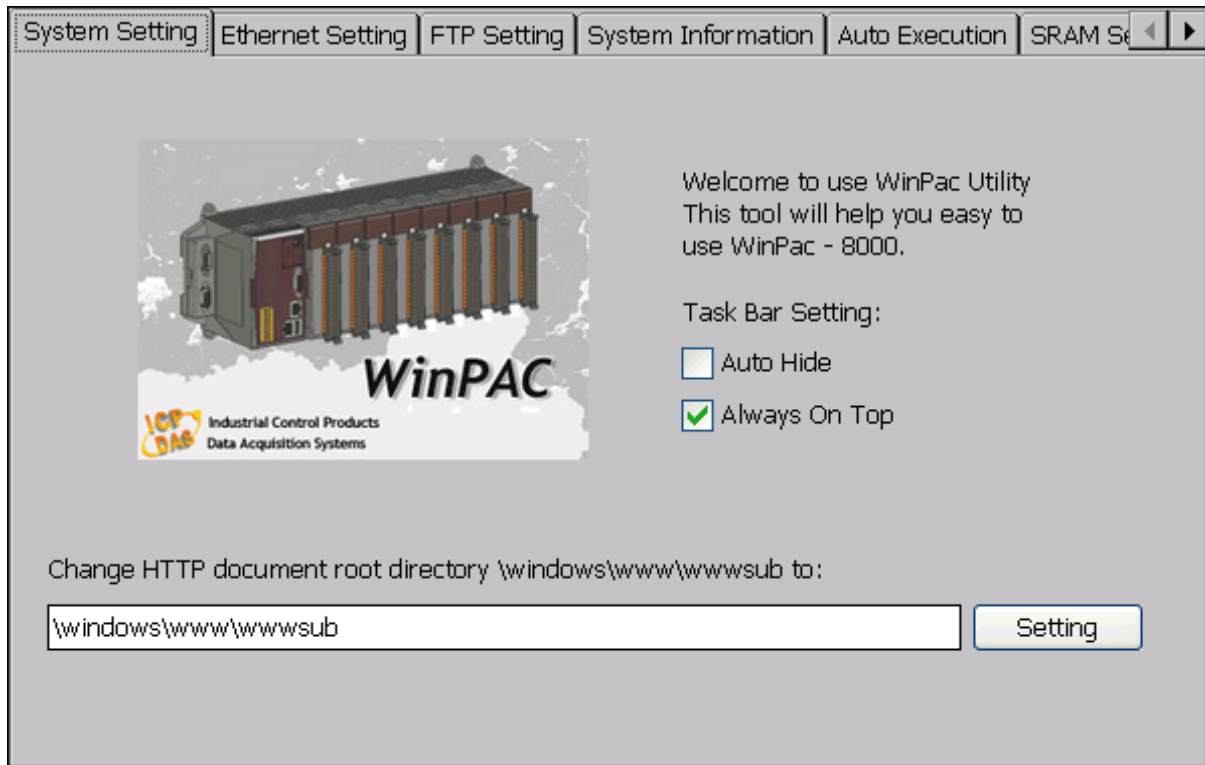 System Setting
Ethernet Setting
FTP Setting
System Information
Auto Execution
SRAM Se
Welcome to use WinPac Utility
This tool will help you easy to
use WinPac - 8000.
WinPAC
ICP DAS
Industrial Control Products
Data Acquisition Systems
Task Bar Setting:
Auto Hide
Always On Top
Change HTTP document root directory \windows\www\wwwsub to:
\windows\www\wwwsub
Setting